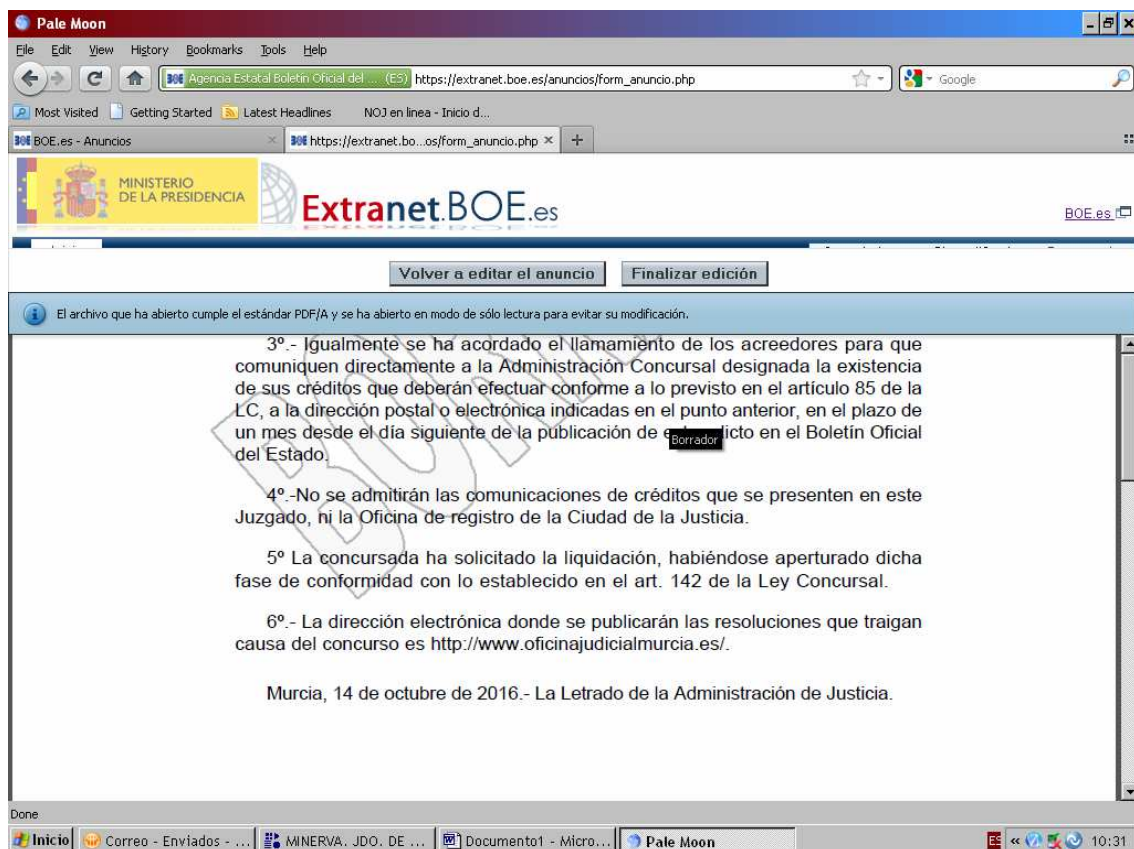 Pale Moon
File Edit View History Bookmarks Tools Help
BOE Agencia Estatal Boletín Oficial del ... (ES) https://extranet.boe.es/anuncios/form_anuncio.php Google
Most Visited Getting Started Latest Headlines NOJ en linea - Inicio d...
BOE BOE.es - Anuncios BOE https://extranet.bo...os/form_anuncio.php
MINISTERIO
DE LA PRESIDENCIA
Extranet.BOE.es
BOE.es
Volver a editar el anuncio Finalizar edición
El archivo que ha abierto cumple el estándar PDF/A y se ha abierto en modo de sólo lectura para evitar su modificación.
3º.- Igualmente se ha acordado el llamamiento de los acreedores para que
comuniquen directamente a la Administración Concursal designada la existencia
de sus créditos que deberán efectuar conforme a lo previsto en el artículo 85 de la
LC, a la dirección postal o electrónica indicadas en el punto anterior, en el plazo de
un mes desde el día siguiente de la publicación de icto en el Boletín Oficial
Borrador
del Estado.
4º.-No se admitirán las comunicaciones de créditos que se presenten en este
Juzgado, ni la Oficina de registro de la Ciudad de la Justicia.
5º La concursada ha solicitado la liquidación, habiéndose aperturado dicha
fase de conformidad con lo establecido en el art. 142 de la Ley Concursal.
6º.- La dirección electrónica donde se publicarán las resoluciones que traigan
causa del concurso es http://www.oficinajudicialmurcia.es/.
Murcia, 14 de octubre de 2016.- La Letrado de la Administración de Justicia.
Done
Inicio Correo - Enviados - ... MINERVA. JDO. DE ... Documento1 - Micro... Pale Moon ES « 10:31